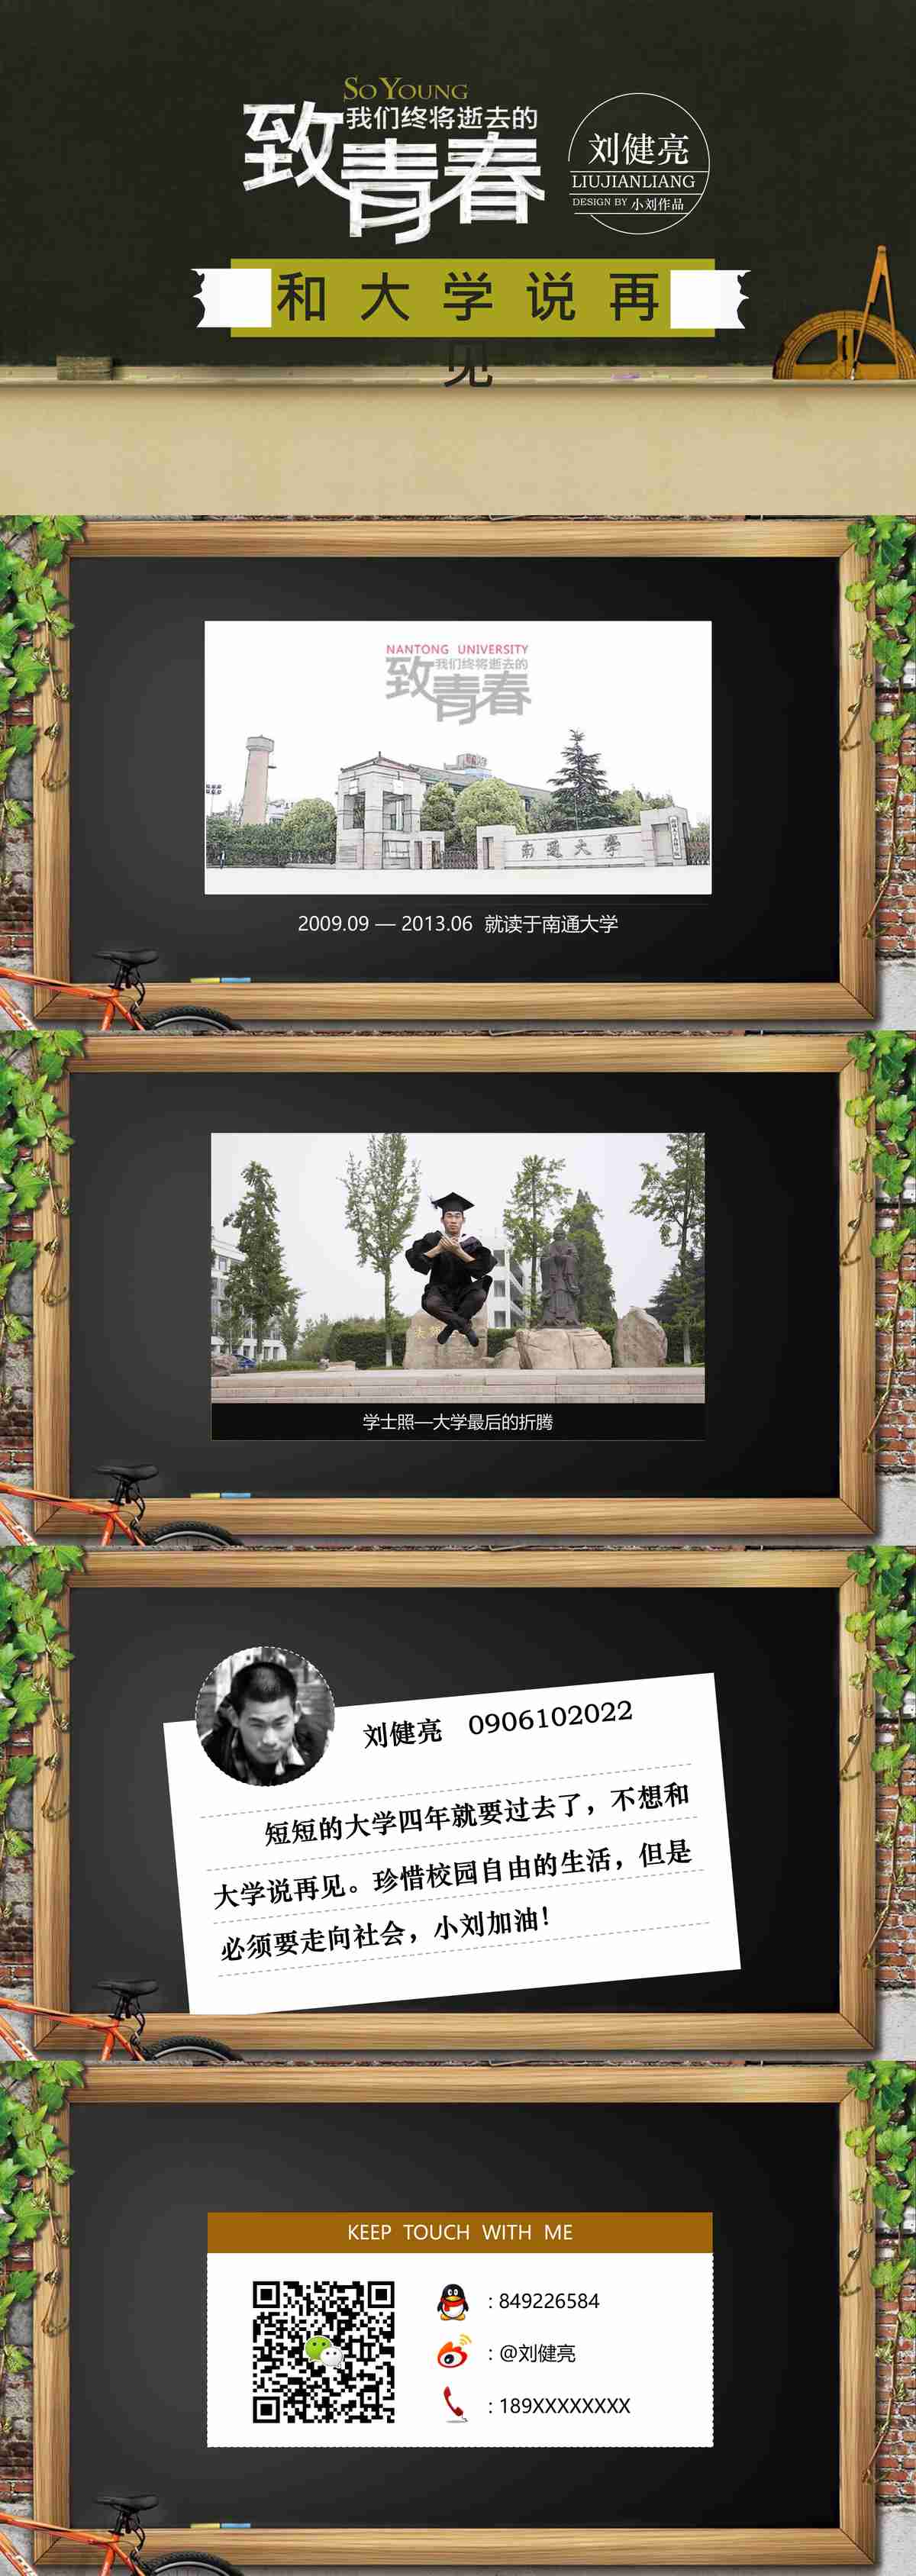 SO YOUNG
致我们终将逝去的
青春
刘健亮
LIUJIANLIANG
DESIGN BY 小刘作品
和大学说再
见
NANTONG UNIVERSITY
致我们终将逝去的
青春
南通大学
2009.09 — 2013.06 就读于南通大学
学士照—大学最后的折腾
刘健亮 0906102022
短短的大学四年就要过去了，不想和
大学说再见。珍惜校园自由的生活，但是
必须要走向社会，小刘加油！
KEEP TOUCH WITH ME
: 849226584
: @刘健亮
: 189XXXXXXXX